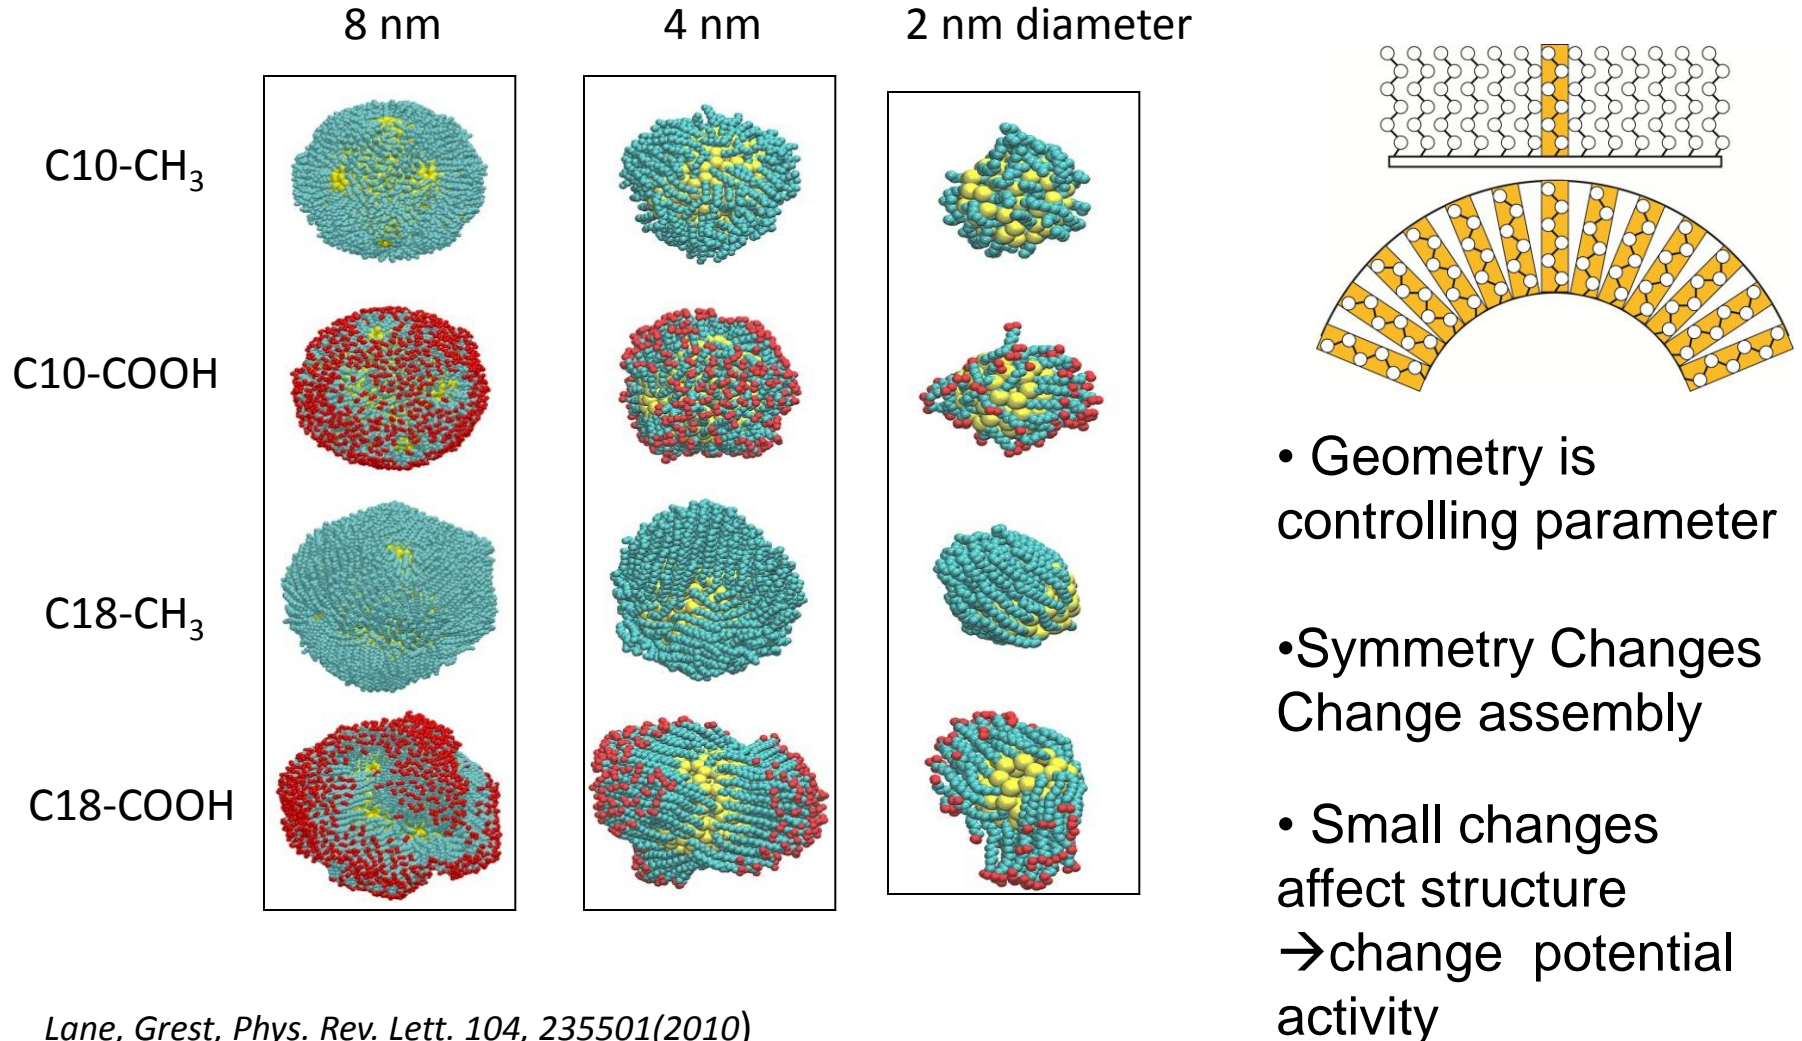 8 nm 4 nm 2 nm diameter
C10-CH₃
C10-COOH
C18-CH₃
C18-COOH
Lane, Grest, Phys. Rev. Lett. 104, 235501(2010)
• Geometry is
controlling parameter
•Symmetry Changes
Change assembly
• Small changes
affect structure
→change potential
activity